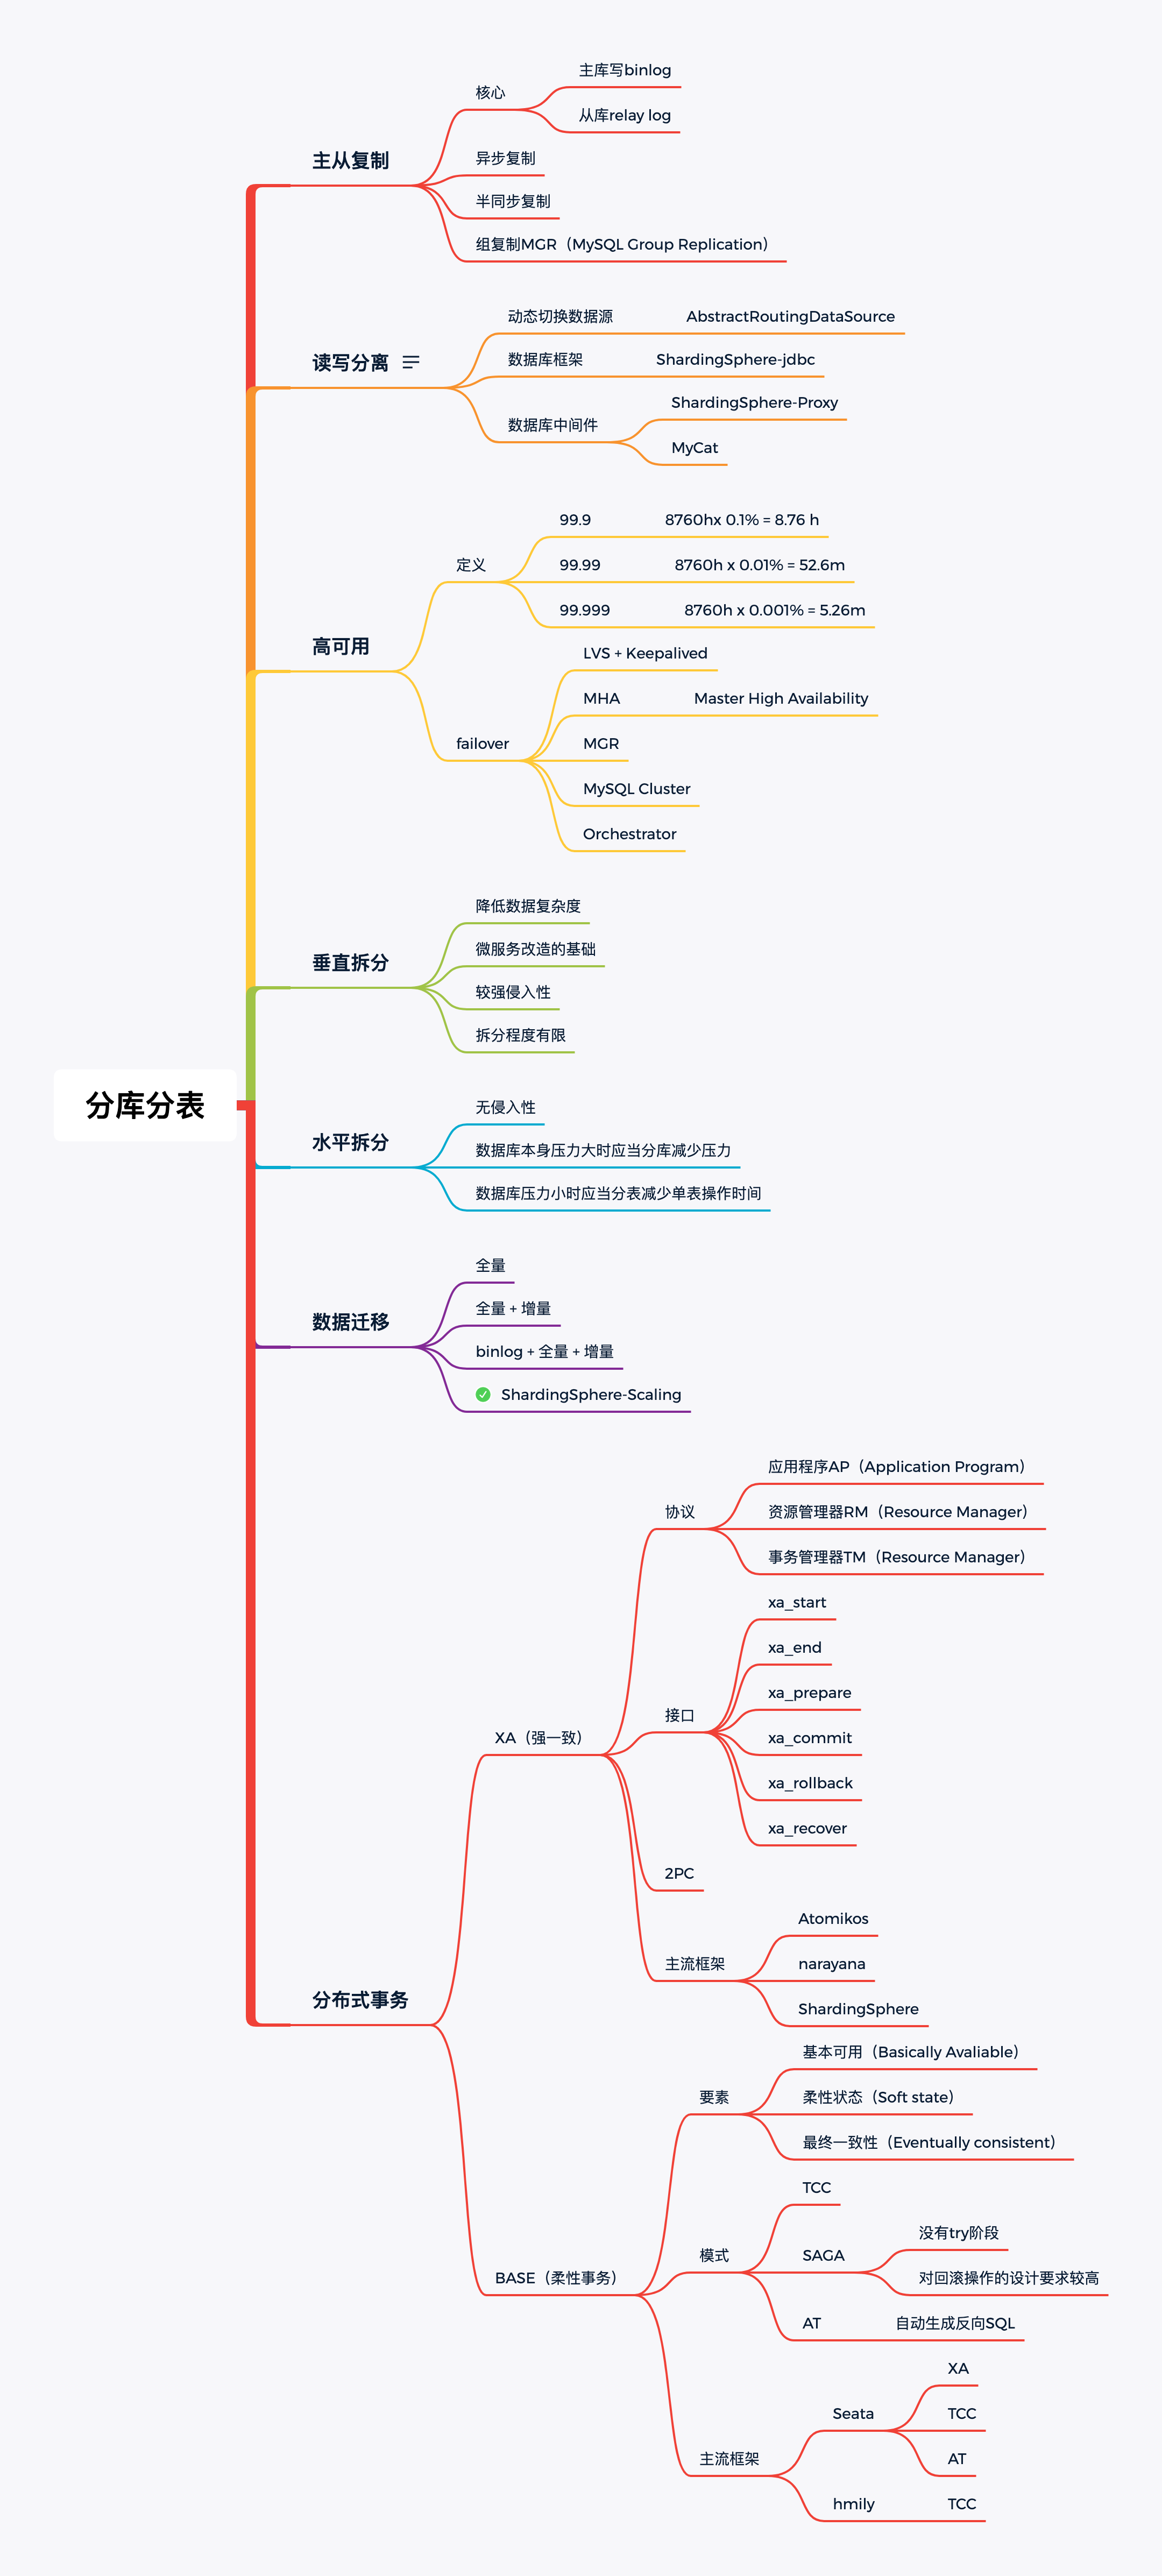 分库分表
主从复制
核心
主库写binlog
从库relay log
异步复制
半同步复制
组复制MGR（MySQL Group Replication）
读写分离
动态切换数据源
AbstractRoutingDataSource
数据库框架
ShardingSphere-jdbc
数据库中间件
ShardingSphere-Proxy
MyCat
高可用
定义
99.9
8760hx 0.1% = 8.76 h
99.99
8760h x 0.01% = 52.6m
99.999
8760h x 0.001% = 5.26m
failover
LVS + Keepalived
MHA
Master High Availability
MGR
MySQL Cluster
Orchestrator
垂直拆分
降低数据复杂度
微服务改造的基础
较强侵入性
拆分程度有限
水平拆分
无侵入性
数据库本身压力大时应当分库减少压力
数据库压力小时应当分表减少单表操作时间
数据迁移
全量
全量 + 增量
binlog + 全量 + 增量
ShardingSphere-Scaling
分布式事务
XA（强一致）
协议
应用程序AP（Application Program）
资源管理器RM（Resource Manager）
事务管理器TM（Resource Manager）
接口
xa_start
xa_end
xa_prepare
xa_commit
xa_rollback
xa_recover
2PC
主流框架
Atomikos
narayana
ShardingSphere
BASE（柔性事务）
要素
基本可用（Basically Avaliable）
柔性状态（Soft state）
最终一致性（Eventually consistent）
模式
TCC
SAGA
没有try阶段
对回滚操作的设计要求较高
AT
自动生成反向SQL
主流框架
Seata
XA
TCC
AT
hmily
TCC